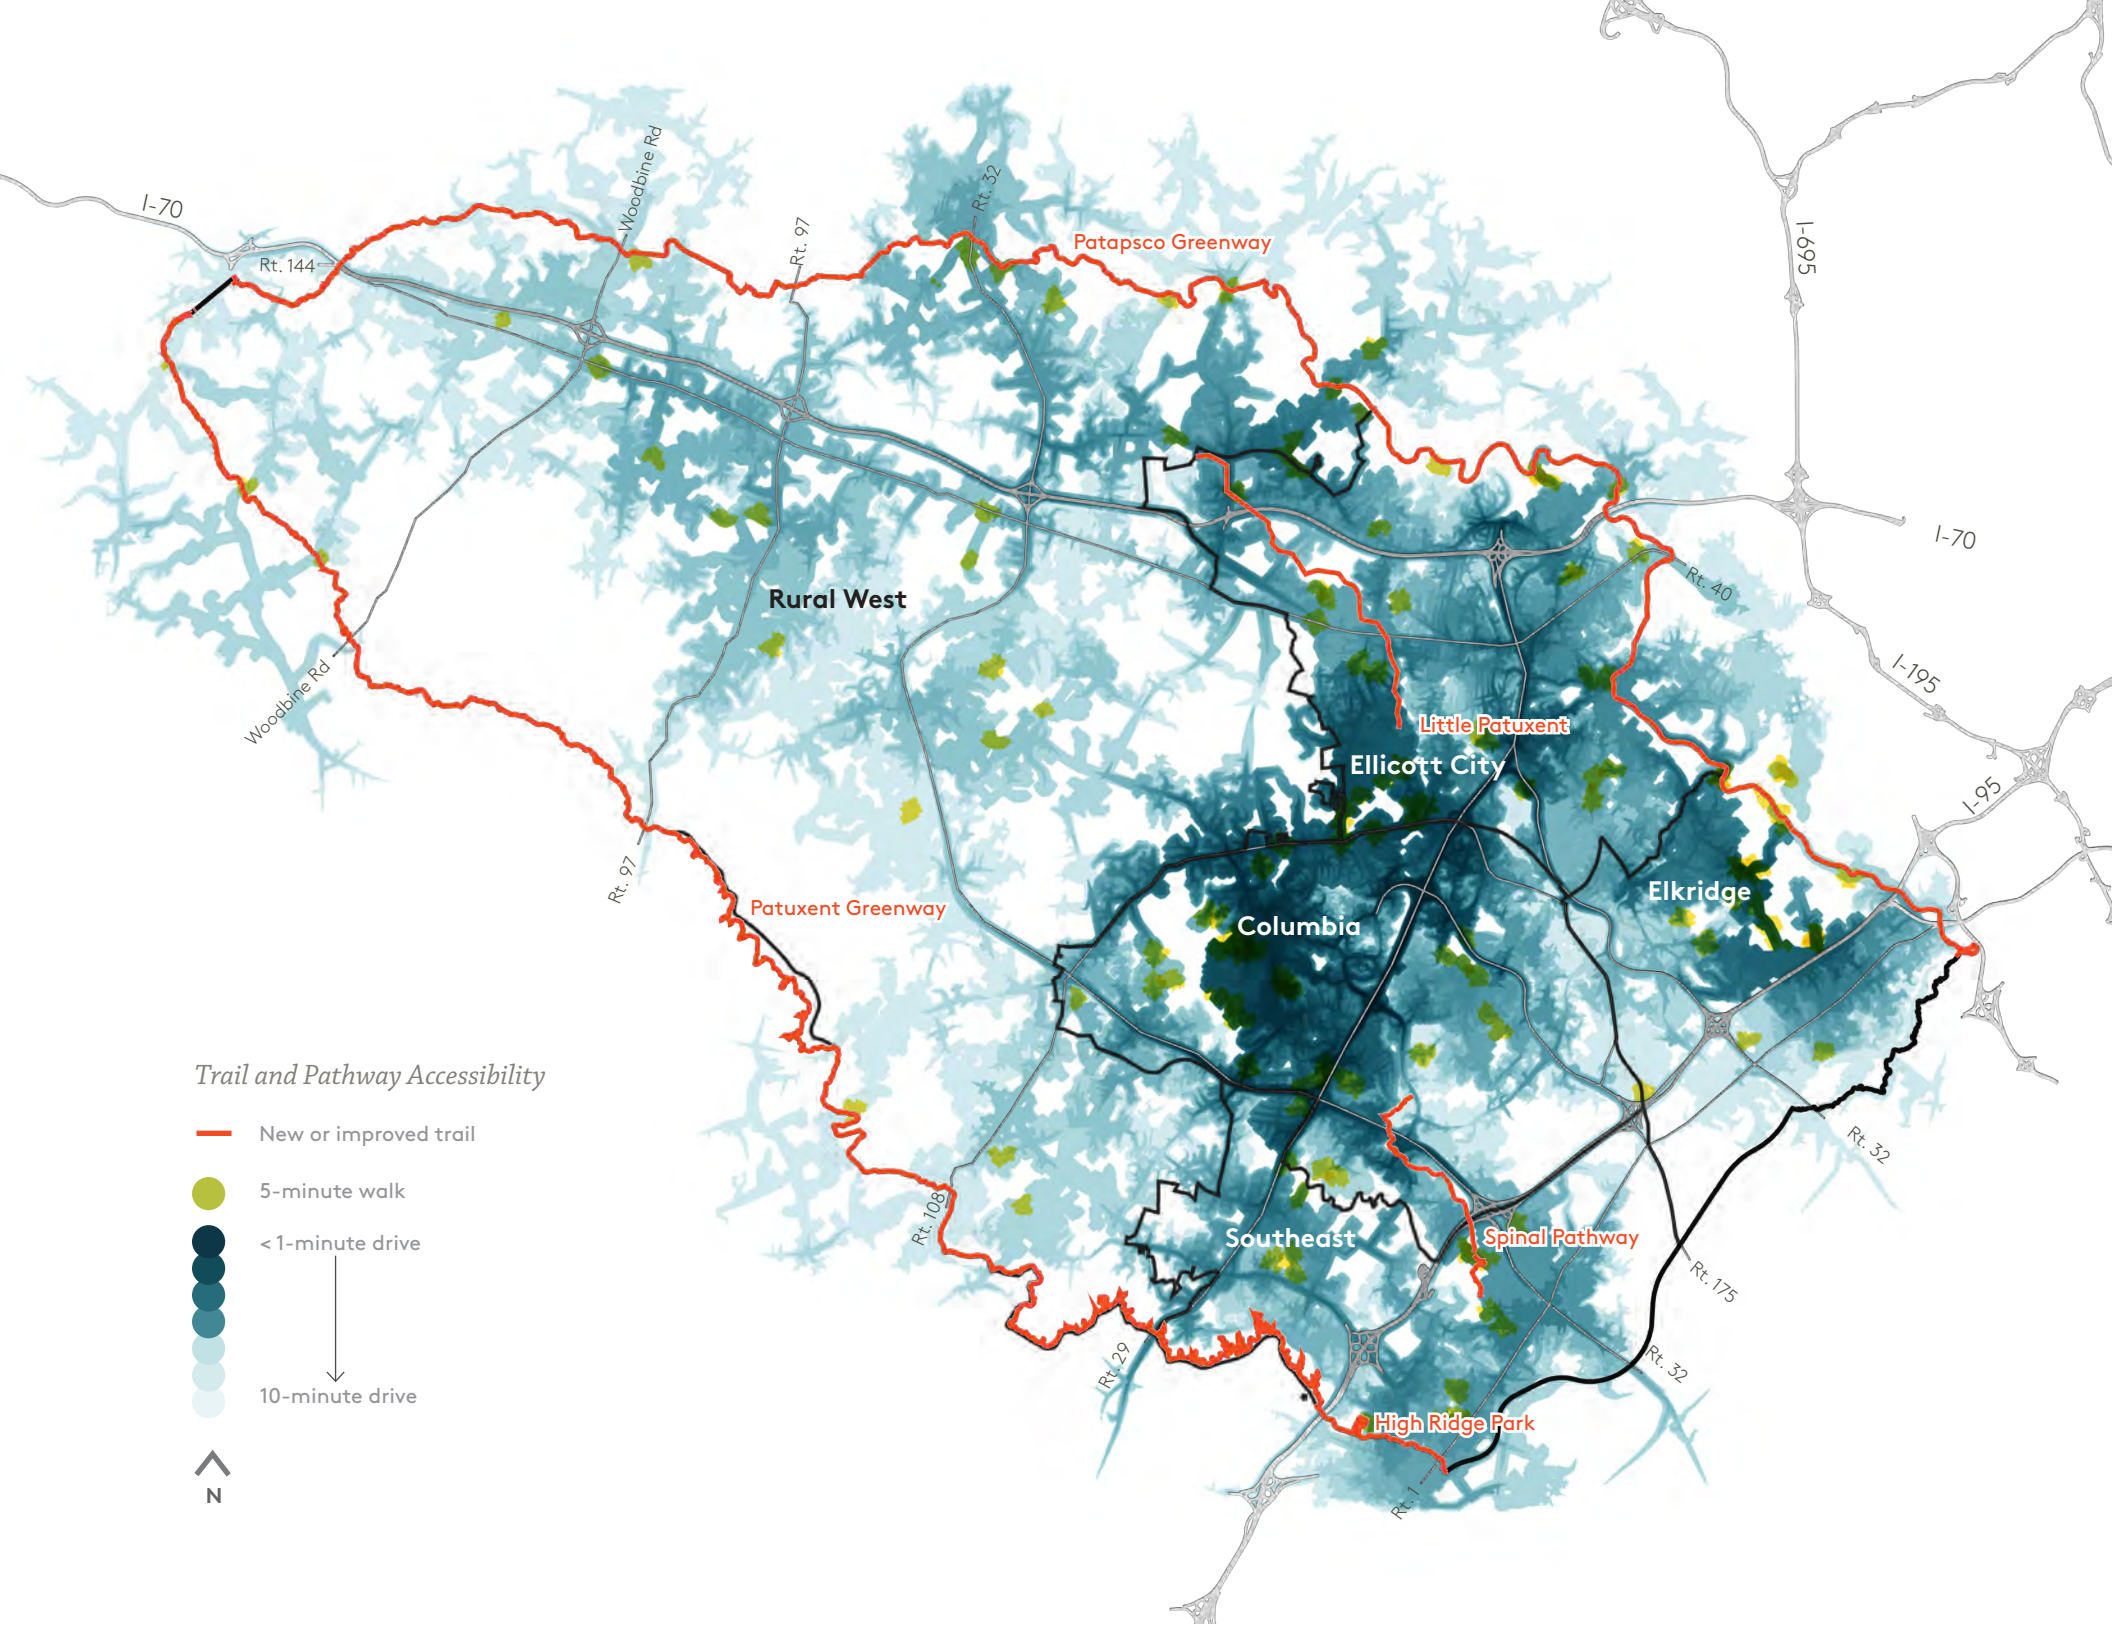 I-70
Rt. 144
Woodbine Rd
Rt. 97
Rt. 32
Patapsco Greenway
I-695
I-70
Rt. 40
I-195
I-95
Rural West
Woodbine Rd
Little Patuxent
Ellicott City
Elkridge
Columbia
Rt. 97
Patuxent Greenway
Rt. 32
Rt. 108
Southeast
Spinal Pathway
Rt. 175
Rt. 29
Rt. 32
High Ridge Park
Rt. 1
Trail and Pathway Accessibility
New or improved trail
5-minute walk
< 1-minute drive
10-minute drive
N